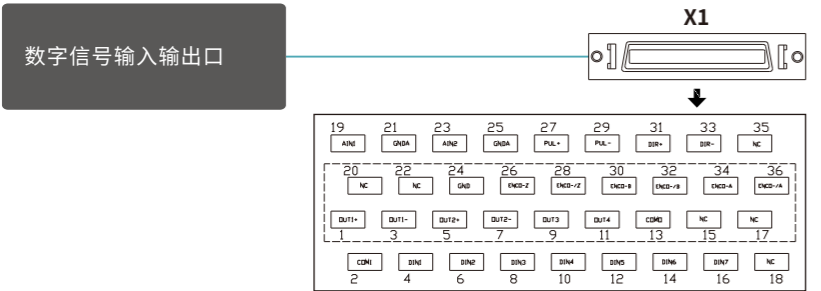 X1
数字信号输入输出口
19 21 23 25 27 29 31 33 35
AIN1 GNDA AIN2 GNDA PUL+ PUL- DIR+ DIR- NC
20 22 24 26 28 30 32 34 36
NC NC GND ENCO-Z ENCO-/Z ENCO-B ENCO-/B ENCO-A ENCO-/A
OUT1+ OUT1- OUT2+ OUT2- OUT3 OUT4 COMO NC NC
1 3 5 7 9 11 13 15 17
COMI DIN1 DIN2 DIN3 DIN4 DIN5 DIN6 DIN7 NC
2 4 6 8 10 12 14 16 18